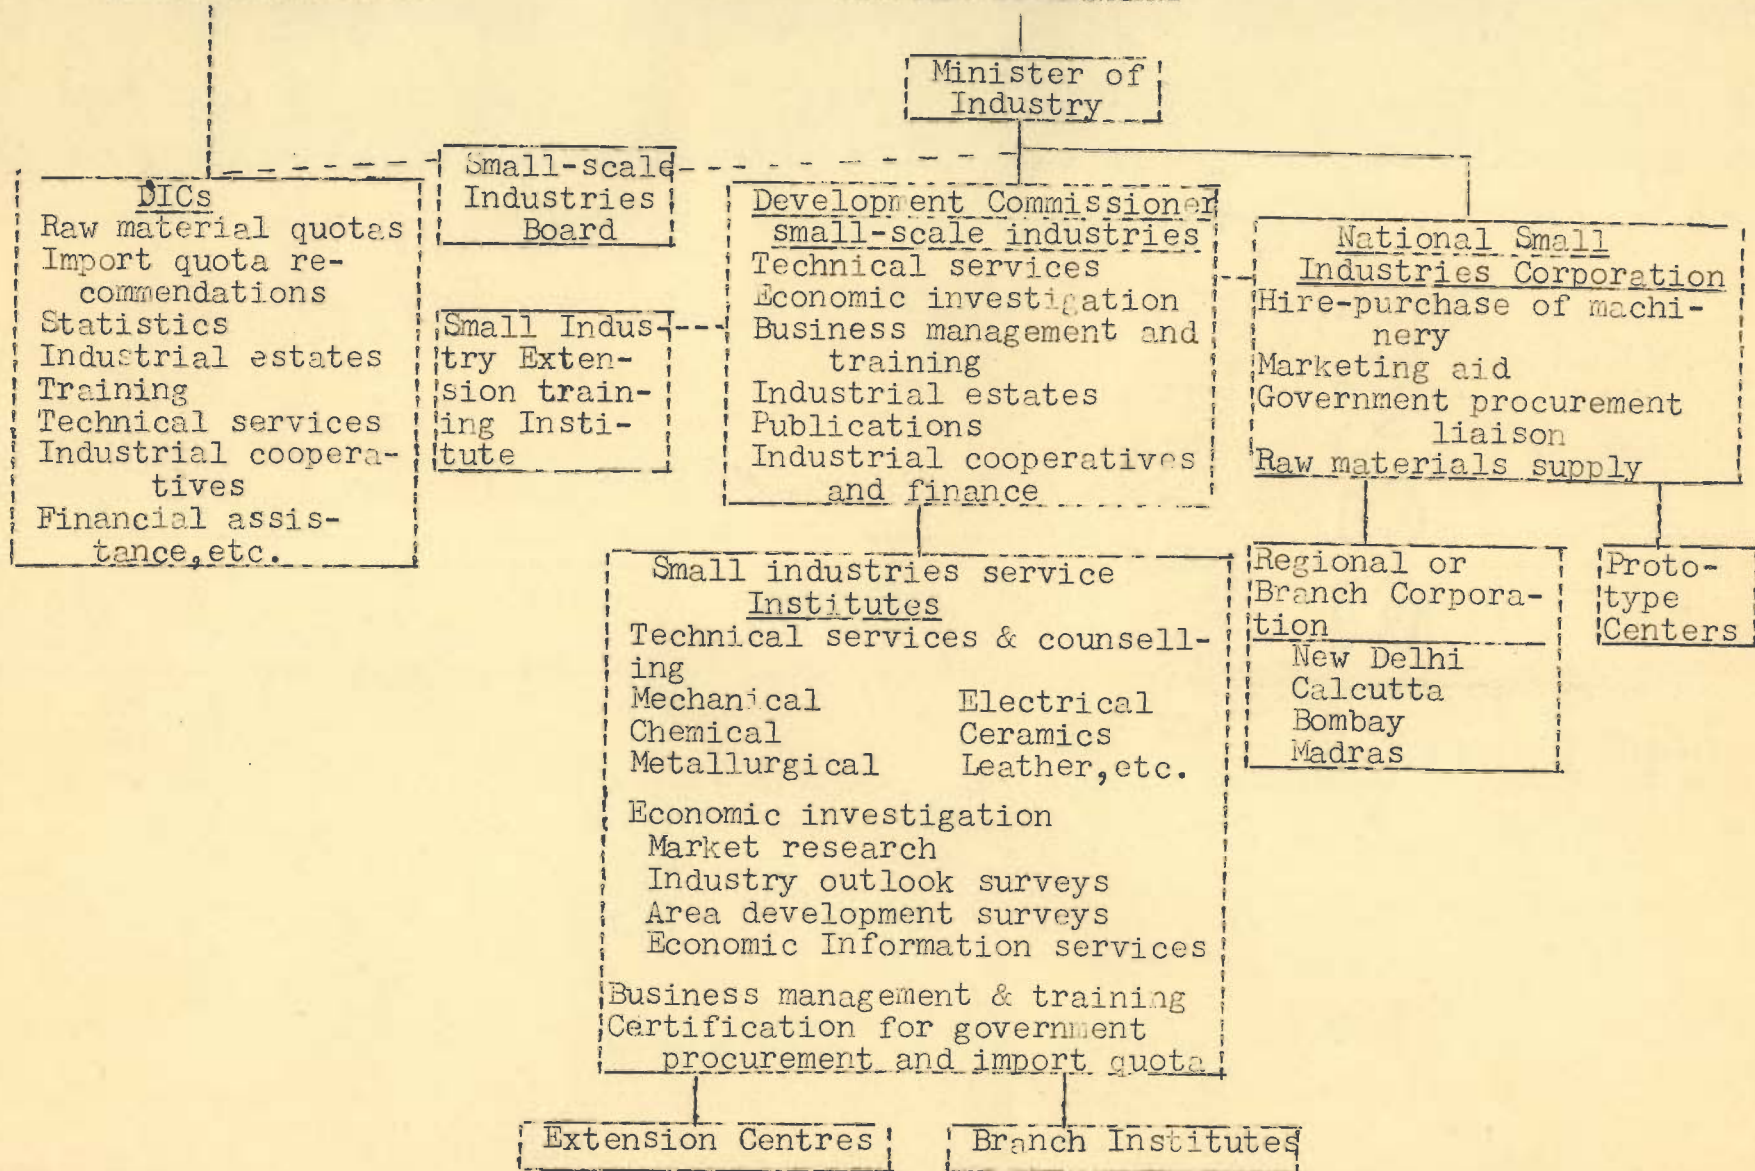 Minister of
Industry
Small-scale
Industries
Board
DICs
Raw material quotas
Import quota re-
commendations
Statistics
Industrial estates
Training
Technical services
Industrial coopera-
tives
Financial assis-
tance,etc.
Small Indus-
try Exten-
sion train-
ing Insti-
tute
Development Commissioner
small-scale industries
Technical services
Economic investigation
Business management and
training
Industrial estates
Publications
Industrial cooperatives
and finance
National Small
Industries Corporation
Hire-purchase of machi-
nery
Marketing aid
Government procurement
liaison
Raw materials supply
Small industries service
Institutes
Technical services & counsell-
ing
Mechanical Electrical
Chemical Ceramics
Metallurgical Leather,etc.
Economic investigation
Market research
Industry outlook surveys
Area development surveys
Economic Information services
Business management & training
Certification for government
procurement and import quota
Regional or
Branch Corpora-
tion
New Delhi
Calcutta
Bombay
Madras
Proto-
type
Centers
Extension Centres
Branch Institutes